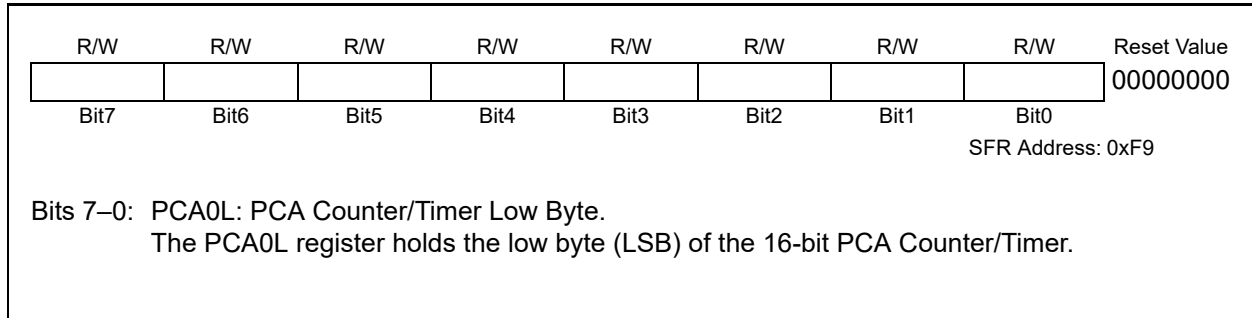 R/W R/W R/W R/W R/W R/W R/W R/W Reset Value
00000000
Bit7 Bit6 Bit5 Bit4 Bit3 Bit2 Bit1 Bit0
SFR Address: 0xF9
Bits 7–0: PCA0L: PCA Counter/Timer Low Byte.
The PCA0L register holds the low byte (LSB) of the 16-bit PCA Counter/Timer.